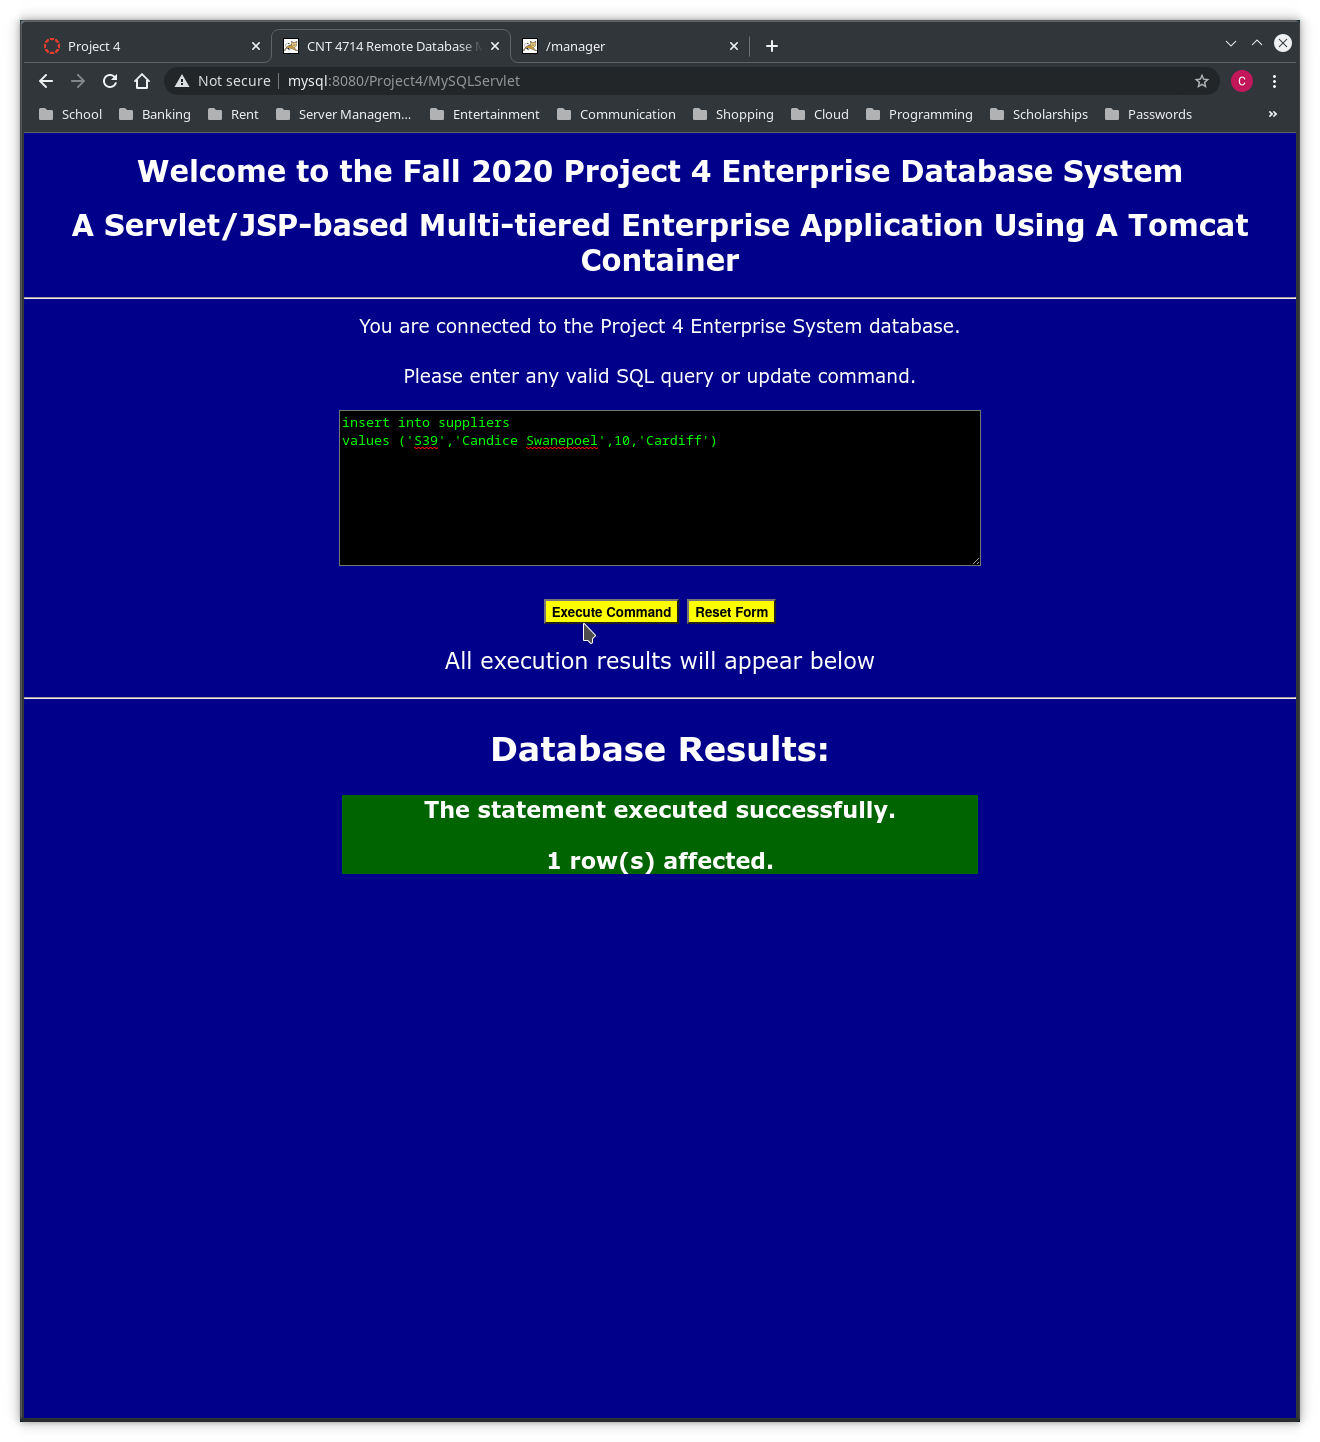 Project 4
CNT 4714 Remote Database
/manager
Not secure mysql:8080/Project4/MySQLServlet
C
School Banking Rent Server Managem... Entertainment Communication Shopping Cloud Programming Scholarships Passwords »
Welcome to the Fall 2020 Project 4 Enterprise Database System
A Servlet/JSP-based Multi-tiered Enterprise Application Using A Tomcat
Container
You are connected to the Project 4 Enterprise System database.
Please enter any valid SQL query or update command.
insert into suppliers
values ('S39','Candice Swanepoel',10,'Cardiff')
Execute Command Reset Form
All execution results will appear below
Database Results:
The statement executed successfully.
1 row(s) affected.